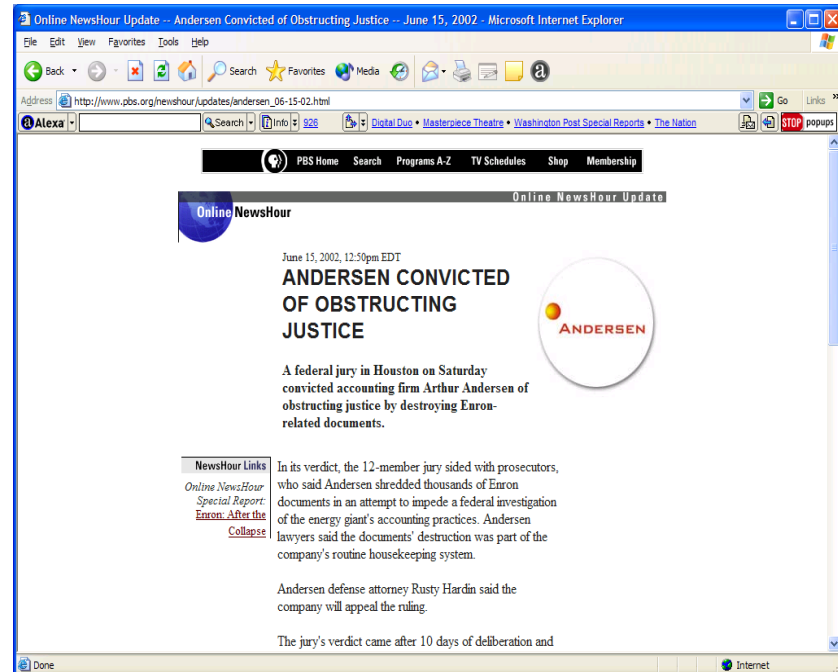 Online NewsHour Update -- Andersen Convicted of Obstructing Justice -- June 15, 2002 - Microsoft Internet Explorer
File Edit View Favorites Tools Help
Back Search Favorites Media
Address http://www.pbs.org/newshour/updates/andersen_06-15-02.html Go Links »
Alexa Search Info 926 Digital Duo • Masterpiece Theatre • Washington Post Special Reports • The Nation STOP popups
PBS Home Search Programs A-Z TV Schedules Shop Membership
Online NewsHour Update
Online NewsHour
June 15, 2002, 12:50pm EDT
ANDERSEN CONVICTED
OF OBSTRUCTING
JUSTICE
ANDERSEN
A federal jury in Houston on Saturday
convicted accounting firm Arthur Andersen of
obstructing justice by destroying Enron-
related documents.
NewsHour Links
Online NewsHour
Special Report:
Enron: After the
Collapse
In its verdict, the 12-member jury sided with prosecutors,
who said Andersen shredded thousands of Enron
documents in an attempt to impede a federal investigation
of the energy giant's accounting practices. Andersen
lawyers said the documents' destruction was part of the
company's routine housekeeping system.
Andersen defense attorney Rusty Hardin said the
company will appeal the ruling.
The jury's verdict came after 10 days of deliberation and
Done Internet